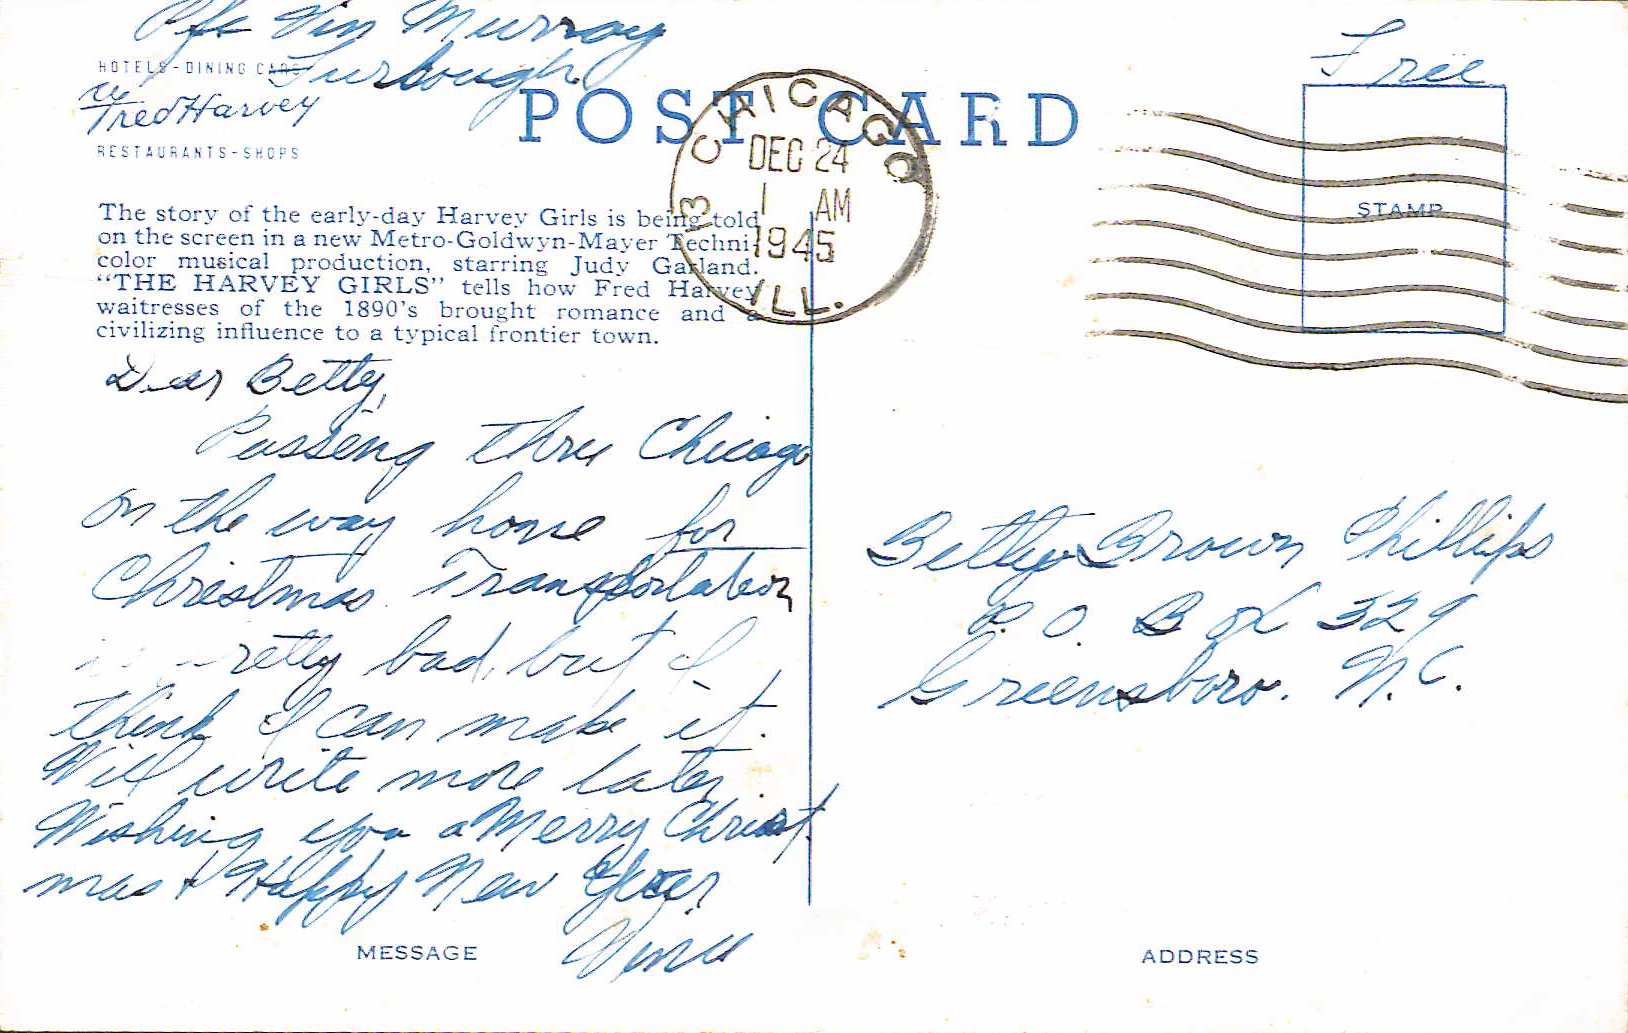 Pfc Vin Murray
Furlough
HOTELS-DINING CARS
Fred Harvey
RESTAURANTS-SHOPS
Free
POST CARD
CHICAGO
DEC 24
1 AM
1945
ILL.
STAMP
The story of the early-day Harvey Girls is being told
on the screen in a new Metro-Goldwyn-Mayer Techni-
color musical production, starring Judy Garland.
"THE HARVEY GIRLS" tells how Fred Harvey
waitresses of the 1890's brought romance and a
civilizing influence to a typical frontier town.
Dear Betty,
Passing thru Chicago
on the way home for
Christmas. Transportation
is pretty bad, but I
think I can make it.
Will write more later.
Wishing you a Merry Christ-
mas & Happy New Year
Vince
MESSAGE
Betty Brown Phillips
P.O. Box 329
Greensboro. N.C.
ADDRESS